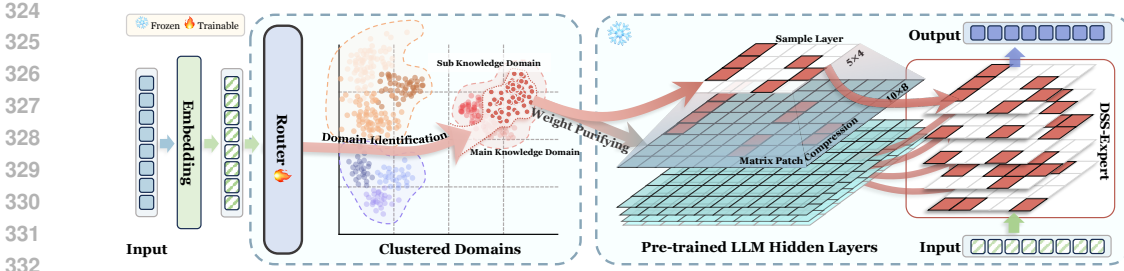 324
325
326
327
328
329
330
331
332
Frozen Trainable
Input
Embedding
Router
Domain Identification
Sub Knowledge Domain
Main Knowledge Domain
Clustered Domains
Weight Purifying
Sample Layer
5×4
10×8
Matrix Patch Compression
Pre-trained LLM Hidden Layers
Output
DSS-Expert
Input